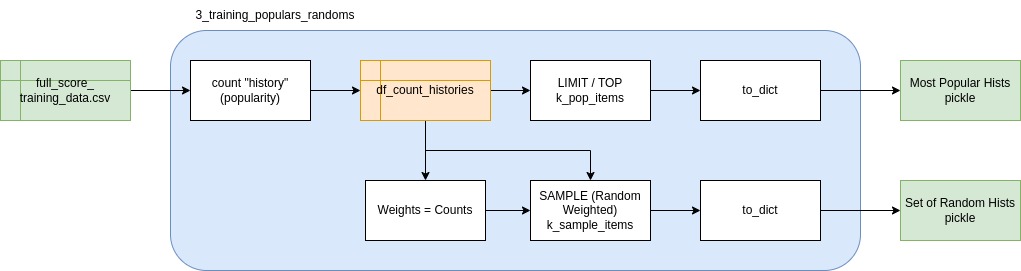 3_training_populars_randoms
full_score_
training_data.csv
count "history"
(popularity)
df_count_histories
LIMIT / TOP
k_pop_items
to_dict
Most Popular Hists
pickle
Weights = Counts
SAMPLE (Random
Weighted)
k_sample_items
to_dict
Set of Random Hists
pickle